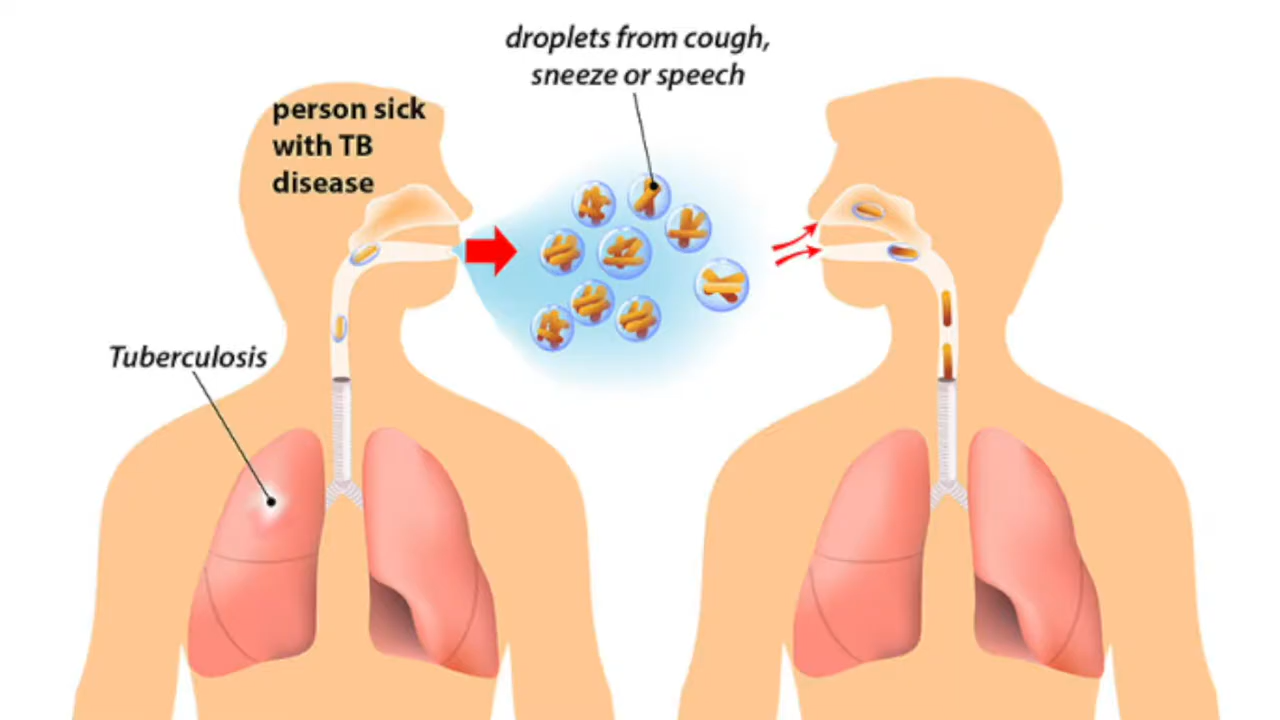 droplets from cough,
sneeze or speech
person sick
with TB
disease
Tuberculosis